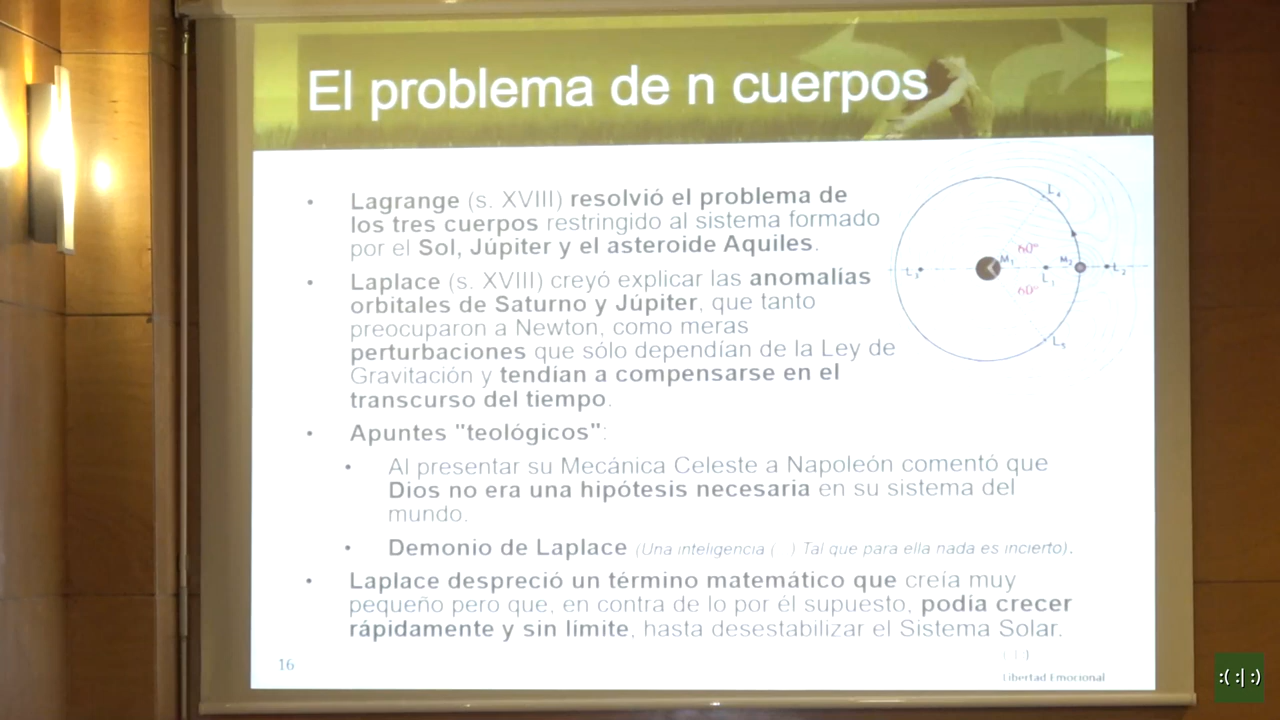 El problema de n cuerpos
• Lagrange (s. XVIII) resolvió el problema de
los tres cuerpos restringido al sistema formado
por el Sol, Júpiter y el asteroide Aquiles.
• Laplace (s. XVIII) creyó explicar las anomalías
orbitales de Saturno y Júpiter, que tanto
preocuparon a Newton, como meras
perturbaciones que sólo dependían de la Ley de
Gravitación y tendían a compensarse en el
transcurso del tiempo.
• Apuntes "teológicos":
• Al presentar su Mecánica Celeste a Napoleón comentó que
Dios no era una hipótesis necesaria en su sistema del
mundo.
• Demonio de Laplace (Una inteligencia ( ) Tal que para ella nada es incierto).
• Laplace despreció un término matemático que creía muy
pequeño pero que, en contra de lo por él supuesto, podía crecer
rápidamente y sin límite, hasta desestabilizar el Sistema Solar.
L4
60°
L3 M1 L1 M2 L2
60°
L5
16
Libertad Emocional
:( :| :)